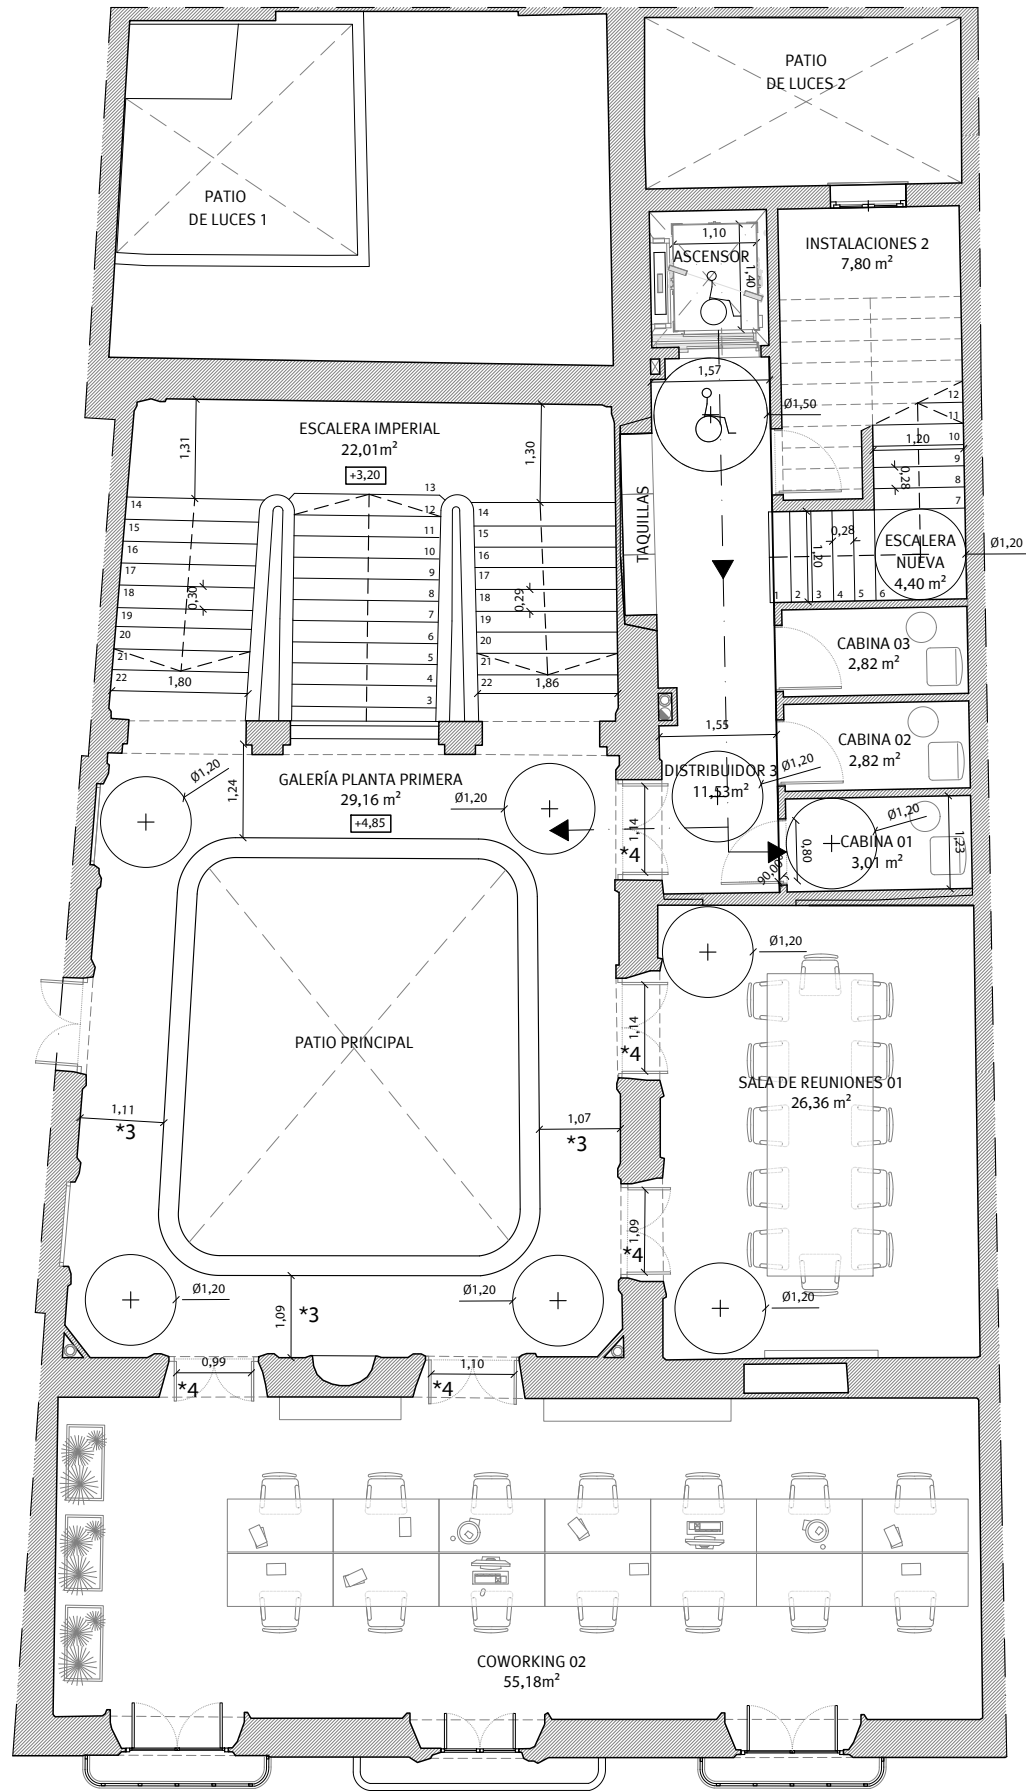 PATIO
DE LUCES 2
PATIO
DE LUCES 1
INSTALACIONES 2
7,80 m²
1,10
ASCENSOR
1,40
1,57
Ø1,50
ESCALERA IMPERIAL
22,01m²
+3,20
1,31
1,30
13
12
11
10
9
8
7
6
5
4
3
14
15
16
17
18
19
20
21
22
0,30
1,80
14
15
16
17
18
19
20
21
22
0,29
1,86
TAQUILLAS
12
11
10
9
8
7
1,20
0,28
ESCALERA
NUEVA
4,40 m²
Ø1,20
0,28
1,20
1
2
3
4
5
6
CABINA 03
2,82 m²
CABINA 02
2,82 m²
1,55
DISTRIBUIDOR 3
11,53m²
Ø1,20
CABINA 01
3,01 m²
Ø1,20
1,23
0,80
GALERÍA PLANTA PRIMERA
29,16 m²
+4,85
Ø1,20
Ø1,20
1,24
1,14
*4
PATIO PRINCIPAL
Ø1,20
1,14
*4
SALA DE REUNIONES 01
26,36 m²
1,11
*3
1,07
*3
1,09
*4
Ø1,20
Ø1,20
Ø1,20
1,09
*3
0,99
*4
1,10
*4
COWORKING 02
55,18m²